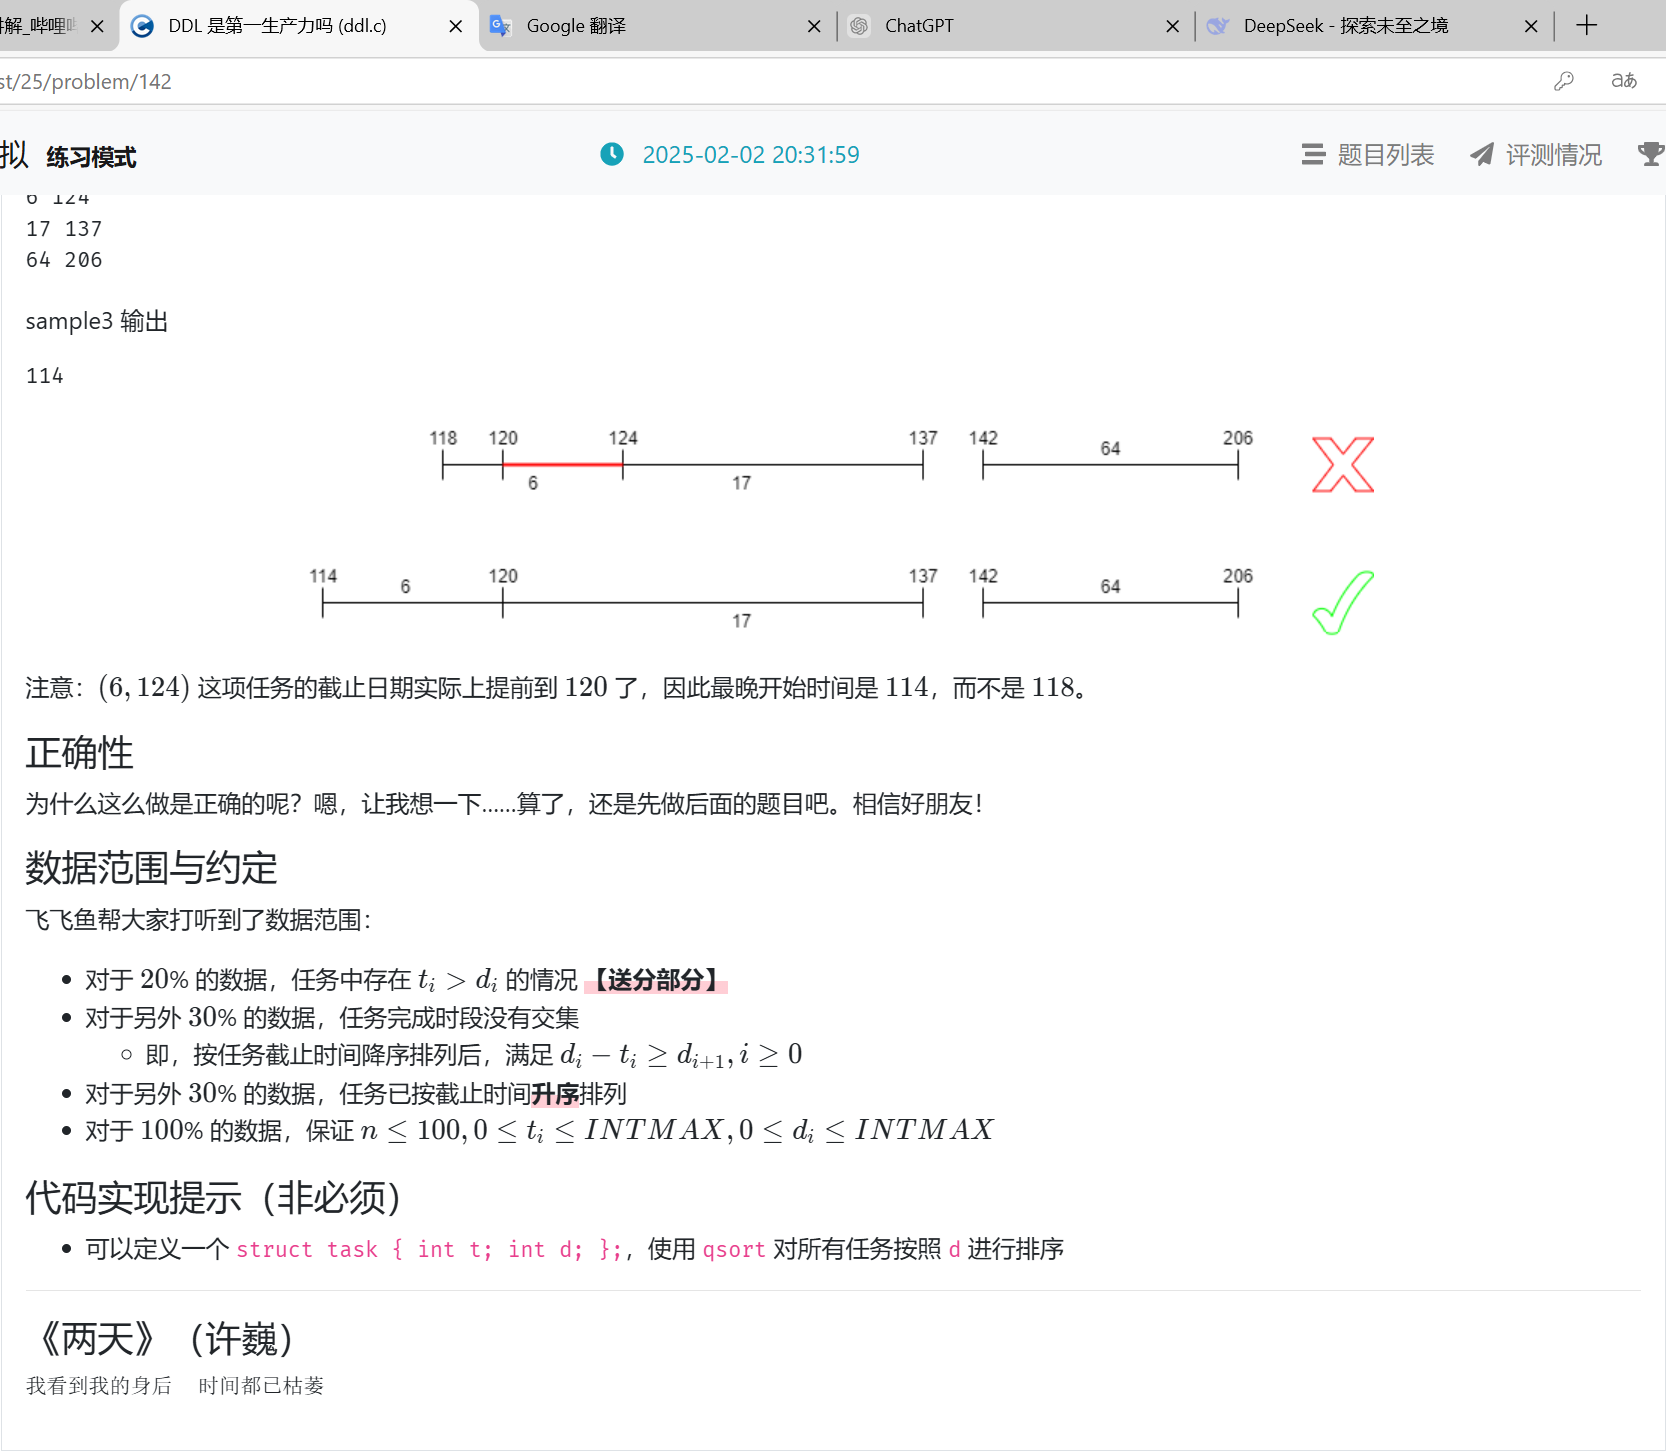 DDL 是第一生产力吗 (ddl.c)
Google 翻译
ChatGPT
DeepSeek - 探索未至之境
st/25/problem/142
拟 练习模式
2025-02-02 20:31:59
题目列表
评测情况
6 124
17 137
64 206
sample3 输出
114
118 120 124 137 142 64 206
6 17
114 6 120 137 142 64 206
17
注意：(6, 124) 这项任务的截止日期实际上提前到 120 了，因此最晚开始时间是 114，而不是 118。
正确性
为什么这么做是正确的呢？嗯，让我想一下……算了，还是先做后面的题目吧。相信好朋友！
数据范围与约定
飞飞鱼帮大家打听到了数据范围：
对于 20% 的数据，任务中存在 t_i > d_i 的情况 【送分部分】
对于另外 30% 的数据，任务完成时段没有交集
即，按任务截止时间降序排列后，满足 d_i − t_i ≥ d_{i+1}, i ≥ 0
对于另外 30% 的数据，任务已按截止时间升序排列
对于 100% 的数据，保证 n ≤ 100, 0 ≤ t_i ≤ INTMAX, 0 ≤ d_i ≤ INTMAX
代码实现提示（非必须）
可以定义一个 struct task { int t; int d; };，使用 qsort 对所有任务按照 d 进行排序
《两天》（许巍）
我看到我的身后 时间都已枯萎